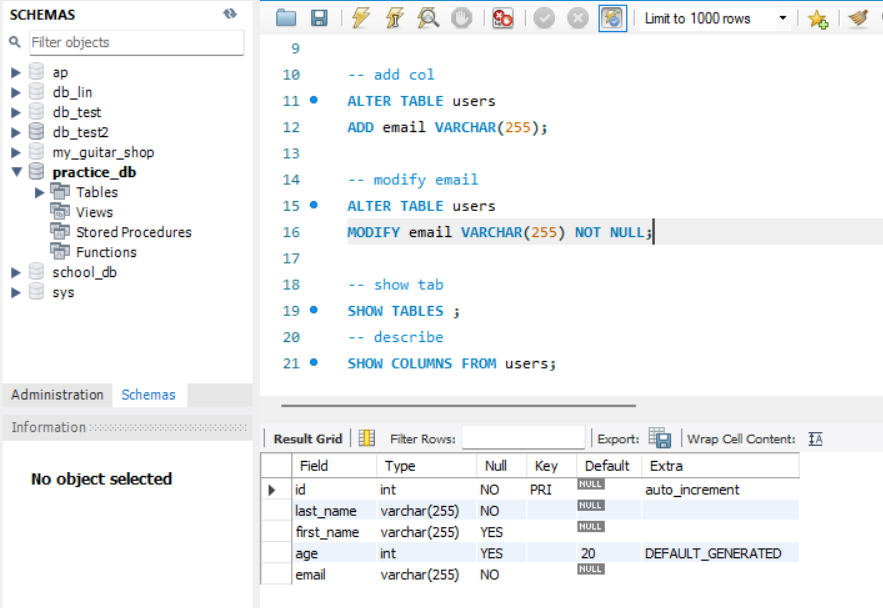 SCHEMAS
Filter objects
ap
db_lin
db_test
db_test2
my_guitar_shop
practice_db
Tables
Views
Stored Procedures
Functions
school_db
sys
Administration Schemas
Information
No object selected
Limit to 1000 rows
9
10 -- add col
11 ALTER TABLE users
12 ADD email VARCHAR(255);
13
14 -- modify email
15 ALTER TABLE users
16 MODIFY email VARCHAR(255) NOT NULL;
17
18 -- show tab
19 SHOW TABLES ;
20 -- describe
21 SHOW COLUMNS FROM users;
Result Grid Filter Rows: Export: Wrap Cell Content: IA
Field Type Null Key Default Extra
id int NO PRI NULL auto_increment
last_name varchar(255) NO NULL
first_name varchar(255) YES NULL
age int YES 20 DEFAULT_GENERATED
email varchar(255) NO NULL